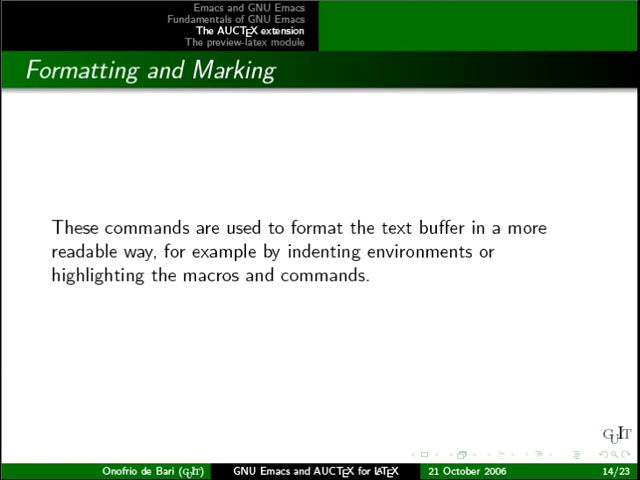 Emacs and GNU Emacs
Fundamentals of GNU Emacs
The AUCTEX extension
The preview-latex module
Formatting and Marking
These commands are used to format the text buffer in a more
readable way, for example by indenting environments or
highlighting the macros and commands.
GUIT
Onofrio de Bari (GUIT) GNU Emacs and AUCTEX for LATEX 21 October 2006 14/23